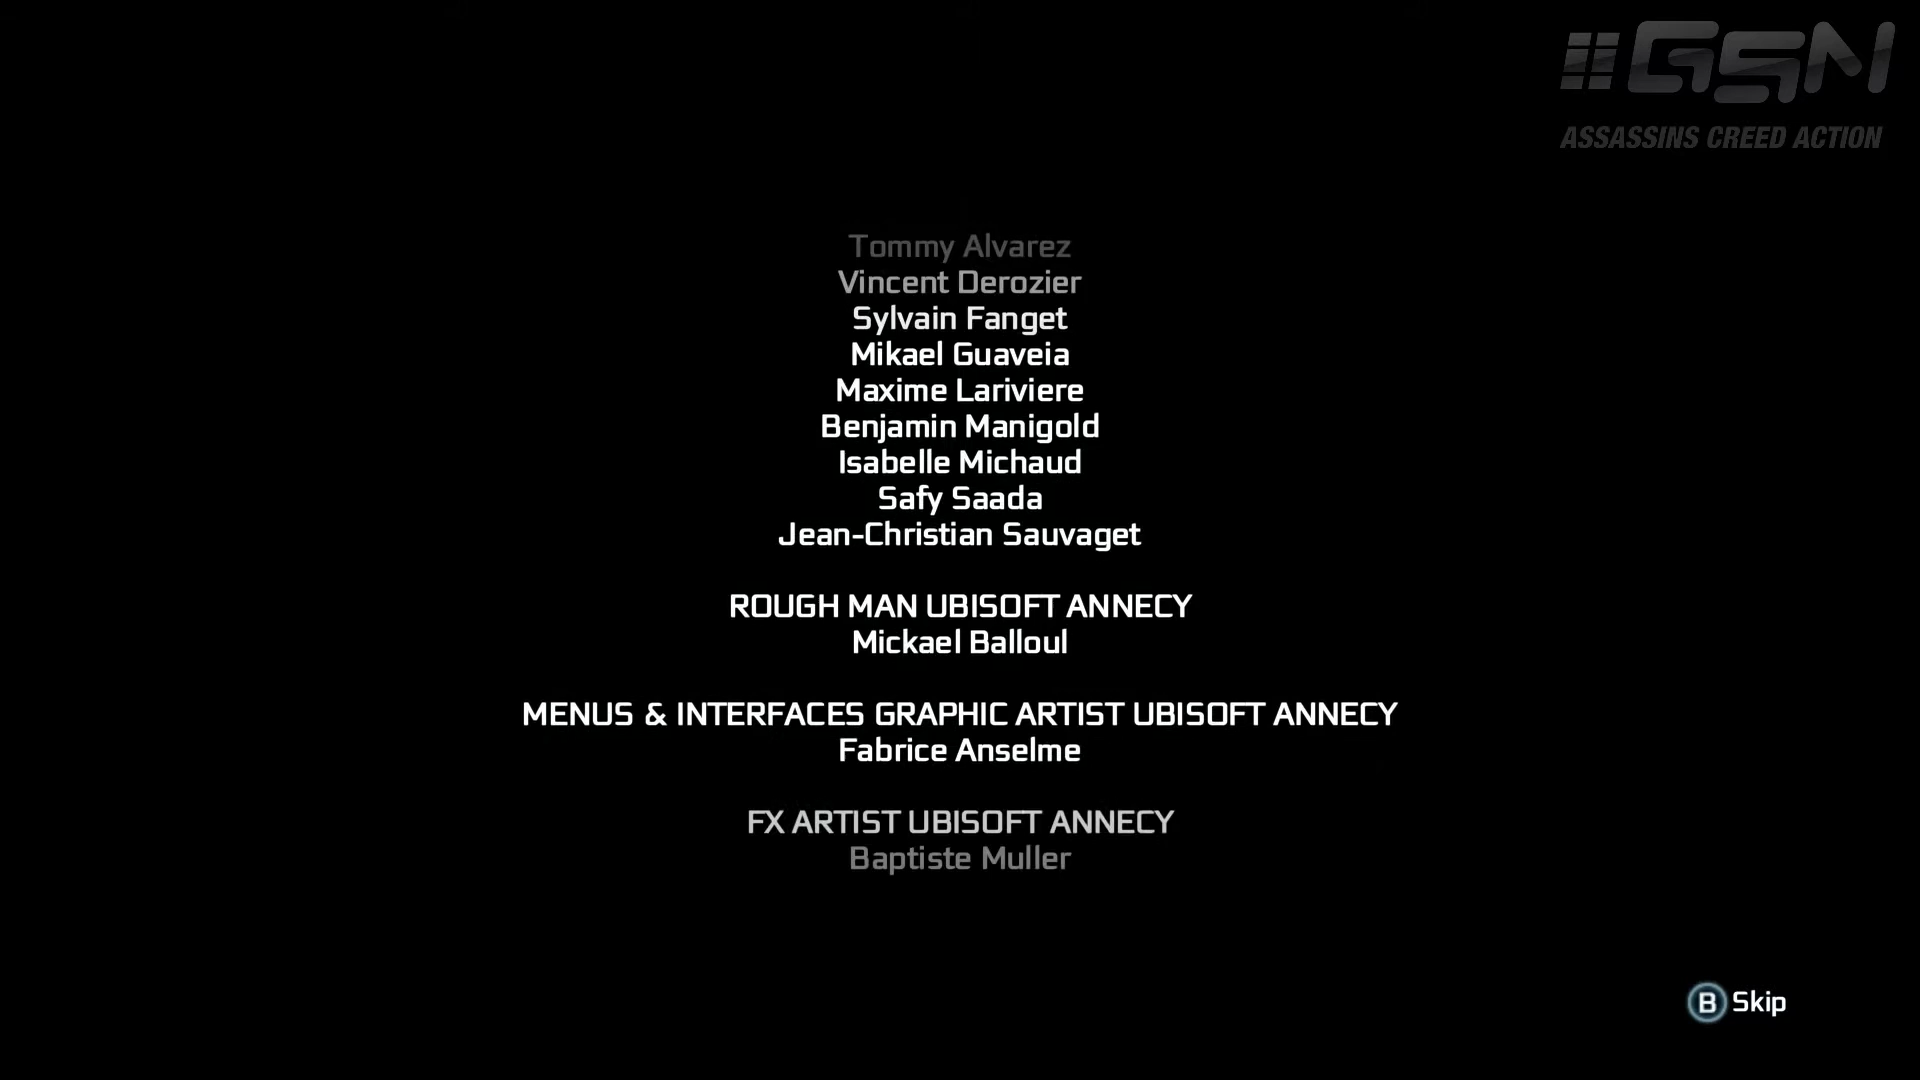 GSN
ASSASSINS CREED ACTION
Tommy Alvarez
Vincent Derozier
Sylvain Fanget
Mikael Guaveia
Maxime Lariviere
Benjamin Manigold
Isabelle Michaud
Safy Saada
Jean-Christian Sauvaget
ROUGH MAN UBISOFT ANNECY
Mickael Balloul
MENUS & INTERFACES GRAPHIC ARTIST UBISOFT ANNECY
Fabrice Anselme
FX ARTIST UBISOFT ANNECY
Baptiste Muller
B Skip